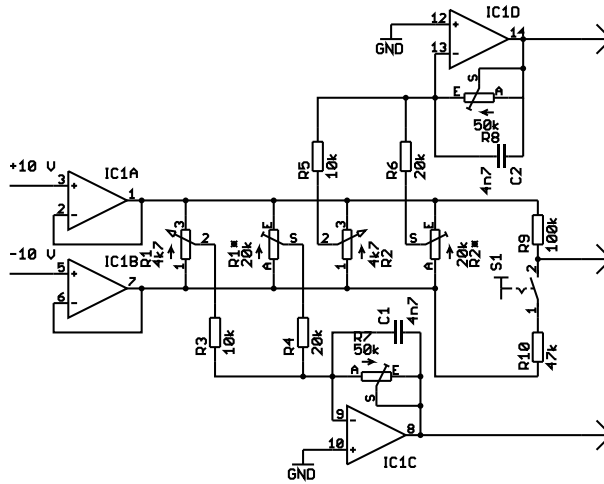 IC1D
12
14
GND
13
S
E
A
50k
R8
R5
10k
R6
20k
4n7
C2
+10 V
IC1A
3
1
2
R1
4k7
3
2
1
R1*
20k
E
S
A
3
2
1
4k7
R2
E
S
A
20k
R2*
R9
100k
-10 V
IC1B
5
7
6
S1
2
1
R3
10k
R4
20k
C1
4n7
R7
50k
A
E
S
R10
47k
9
8
10
GND
IC1C